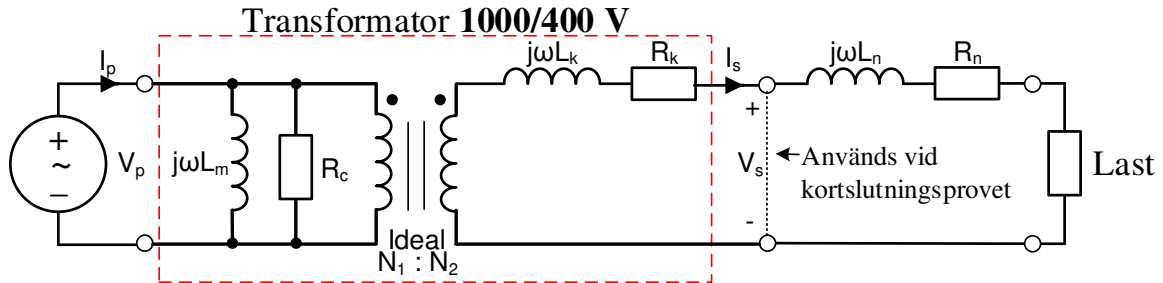 Transformator 1000/400 V
I_p
V_p
+
~
−
jωL_m
R_c
Ideal
N_1 : N_2
jωL_k
R_k
I_s
+
V_s
-
Används vid
kortslutningsprovet
jωL_n
R_n
Last